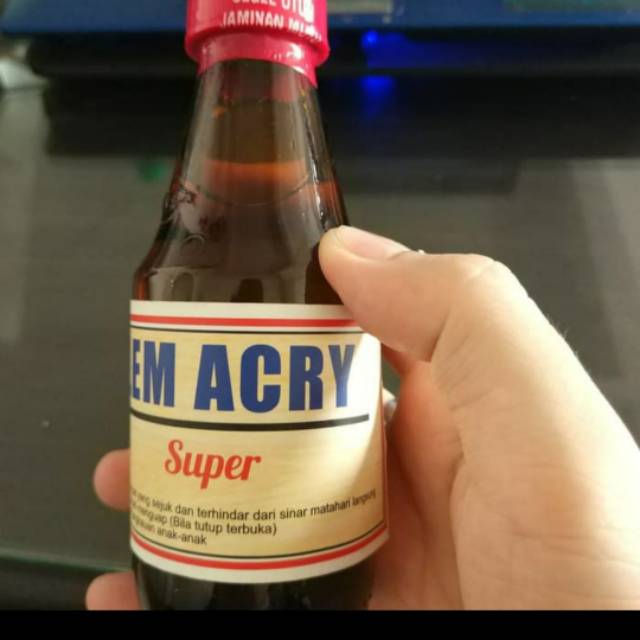 JAMINAN
EM ACRY
Super
yang sejuk dan terhindar dari sinar matahari langsung
menguap (Bila tutup terbuka)
anak-anak